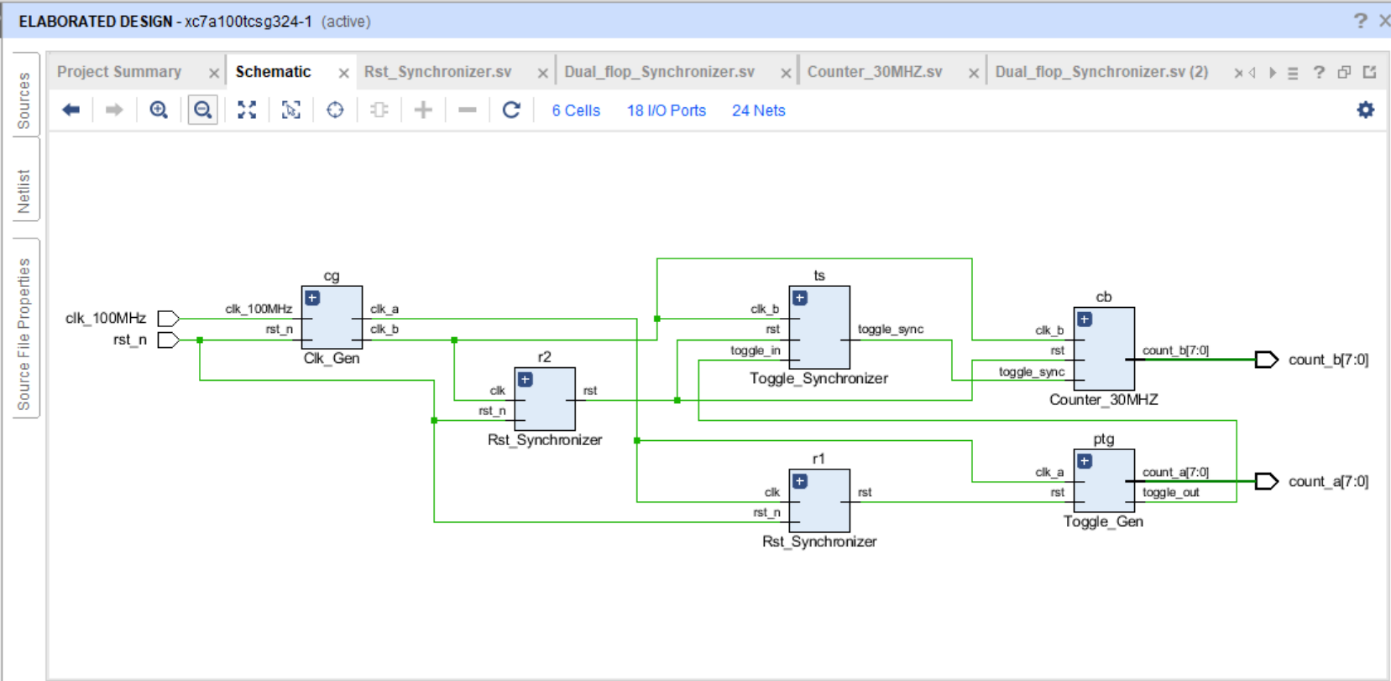 ELABORATED DESIGN - xc7a100tcsg324-1 (active)
Project Summary Schematic Rst_Synchronizer.sv Dual_flop_Synchronizer.sv Counter_30MHZ.sv Dual_flop_Synchronizer.sv (2)
6 Cells 18 I/O Ports 24 Nets
Sources
Netlist
Source File Properties
clk_100MHz
rst_n
cg
clk_100MHz
rst_n
clk_a
clk_b
Clk_Gen
r2
clk
rst_n
rst
Rst_Synchronizer
ts
clk_b
rst
toggle_in
toggle_sync
Toggle_Synchronizer
cb
clk_b
rst
toggle_sync
count_b[7:0]
Counter_30MHZ
count_b[7:0]
r1
clk
rst_n
rst
Rst_Synchronizer
ptg
clk_a
rst
count_a[7:0]
toggle_out
Toggle_Gen
count_a[7:0]